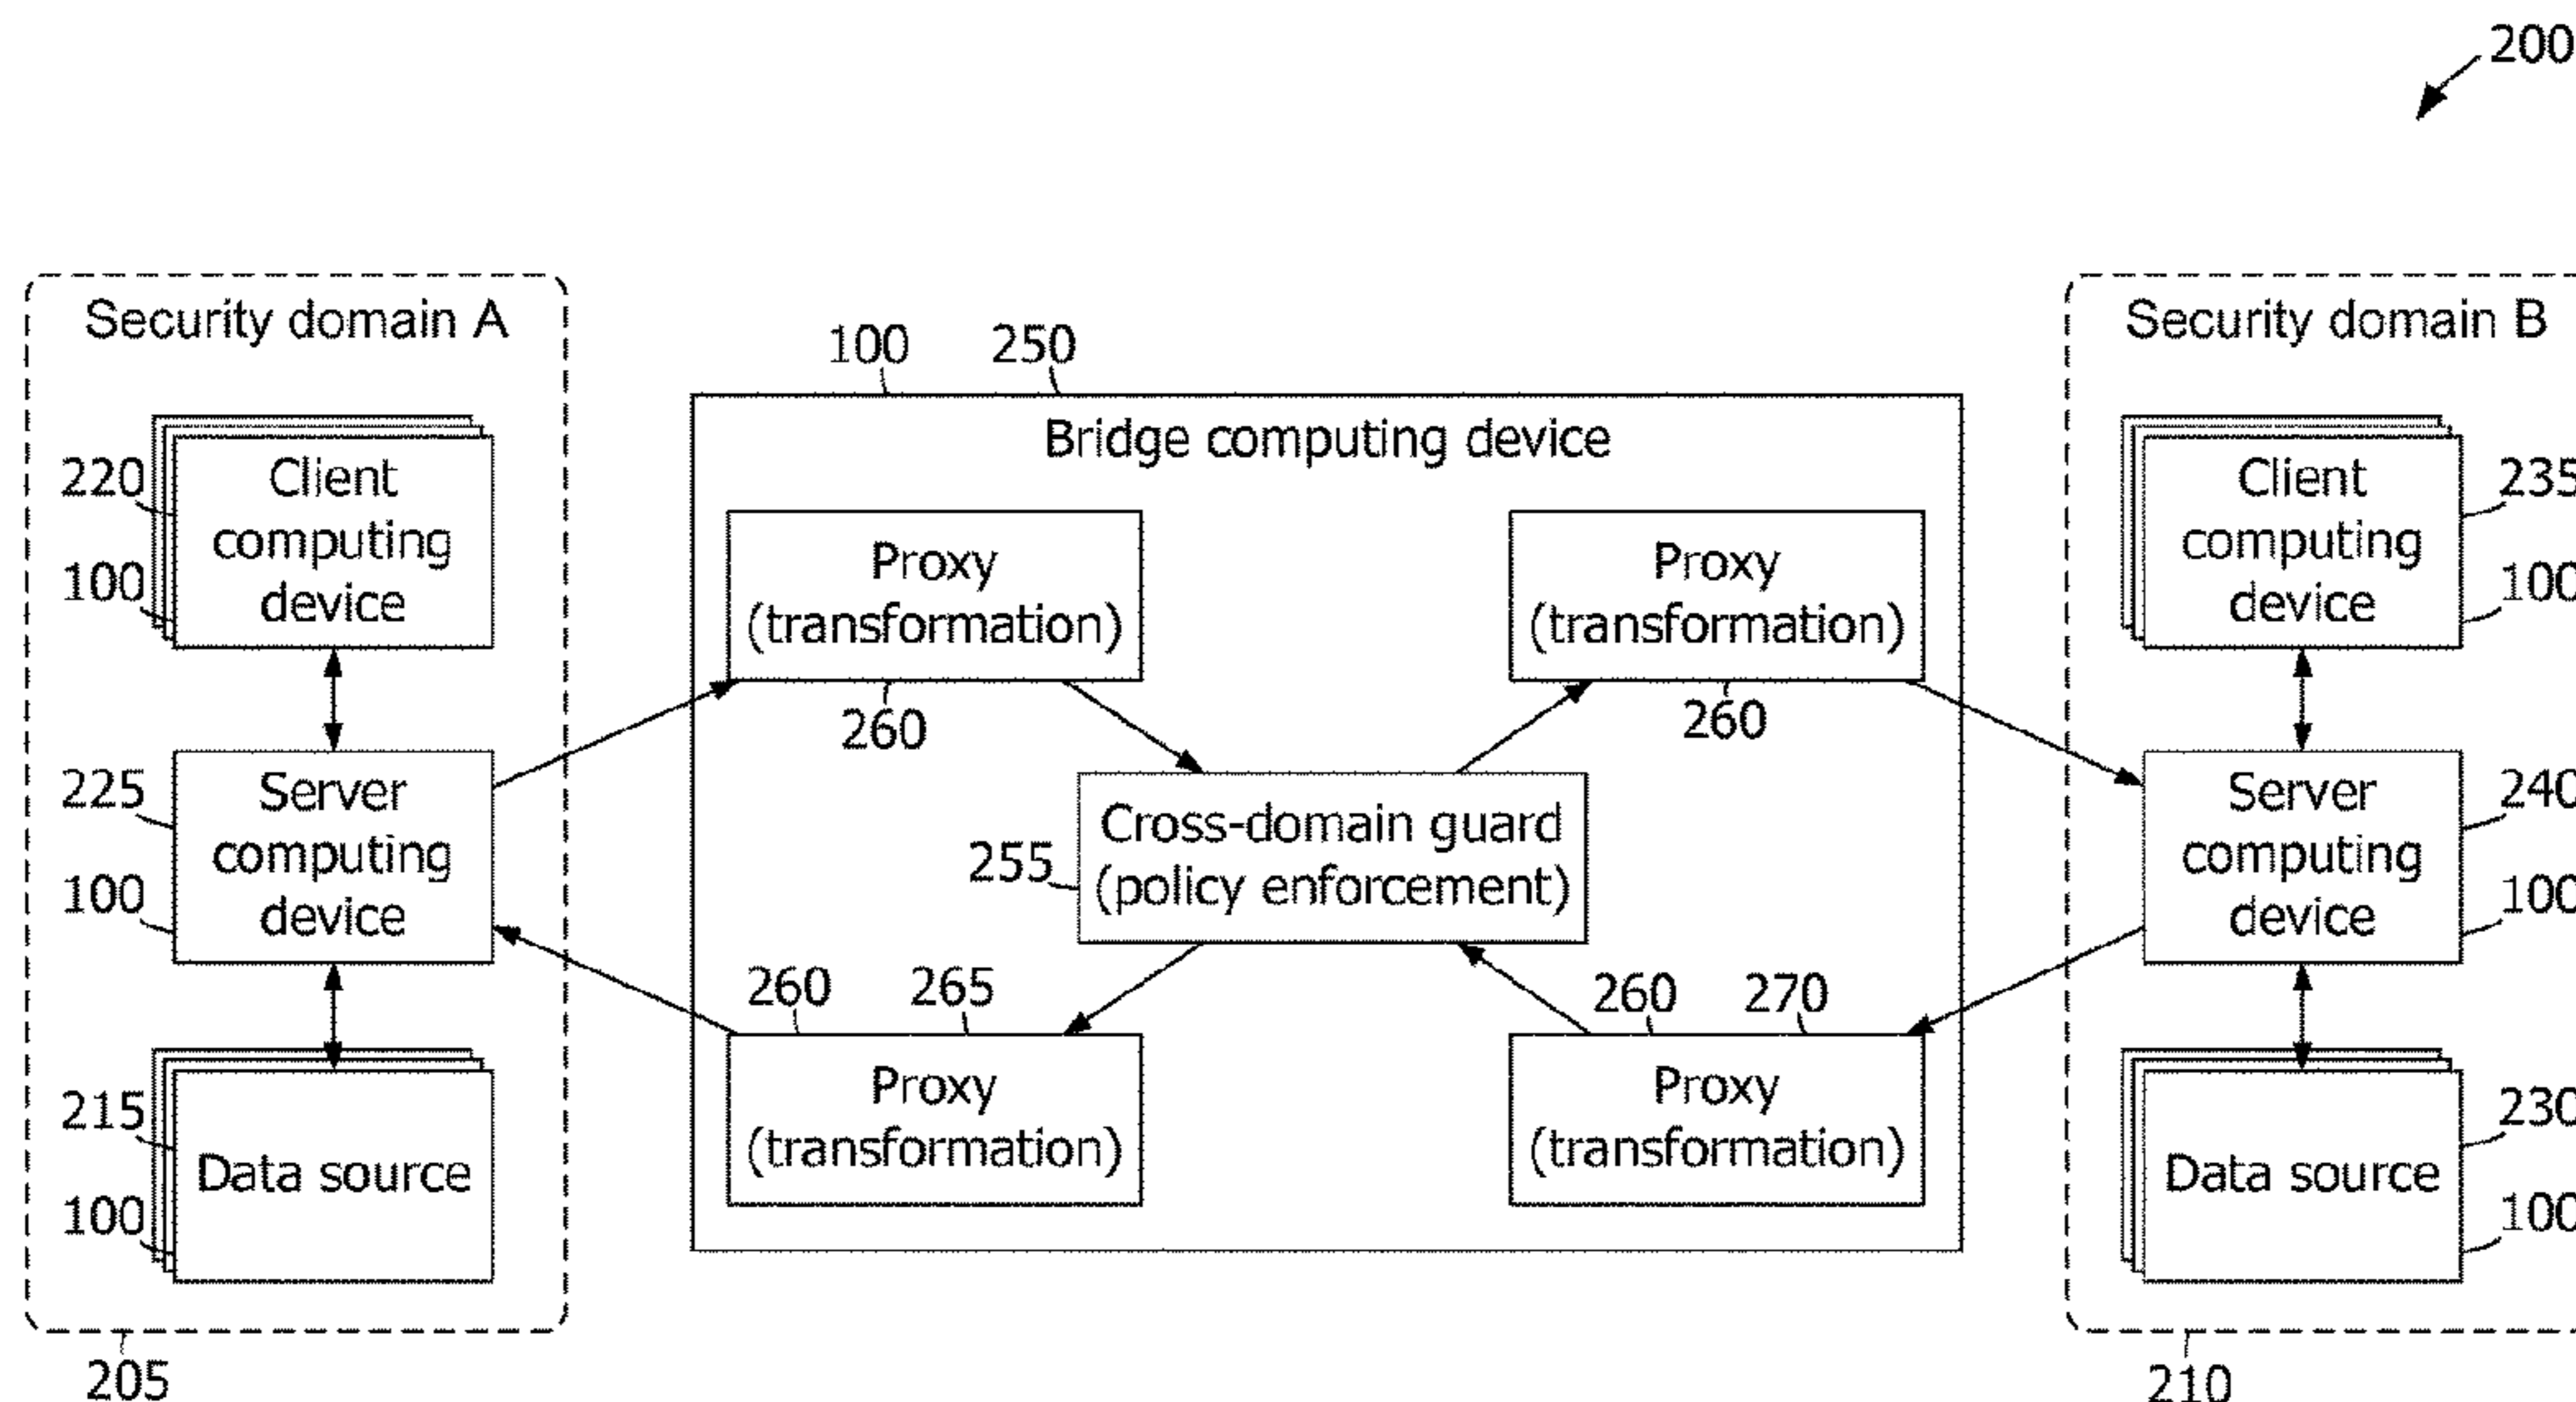 200
Security domain A
220
100
Client
computing
device
225
100
Server
computing
device
215
100
Data source
205
100 250
Bridge computing device
Proxy
(transformation)
260
Proxy
(transformation)
260
255
Cross-domain guard
(policy enforcement)
260 265
Proxy
(transformation)
260 270
Proxy
(transformation)
Security domain B
Client
computing
device
235
100
Server
computing
device
240
100
Data source
230
100
210